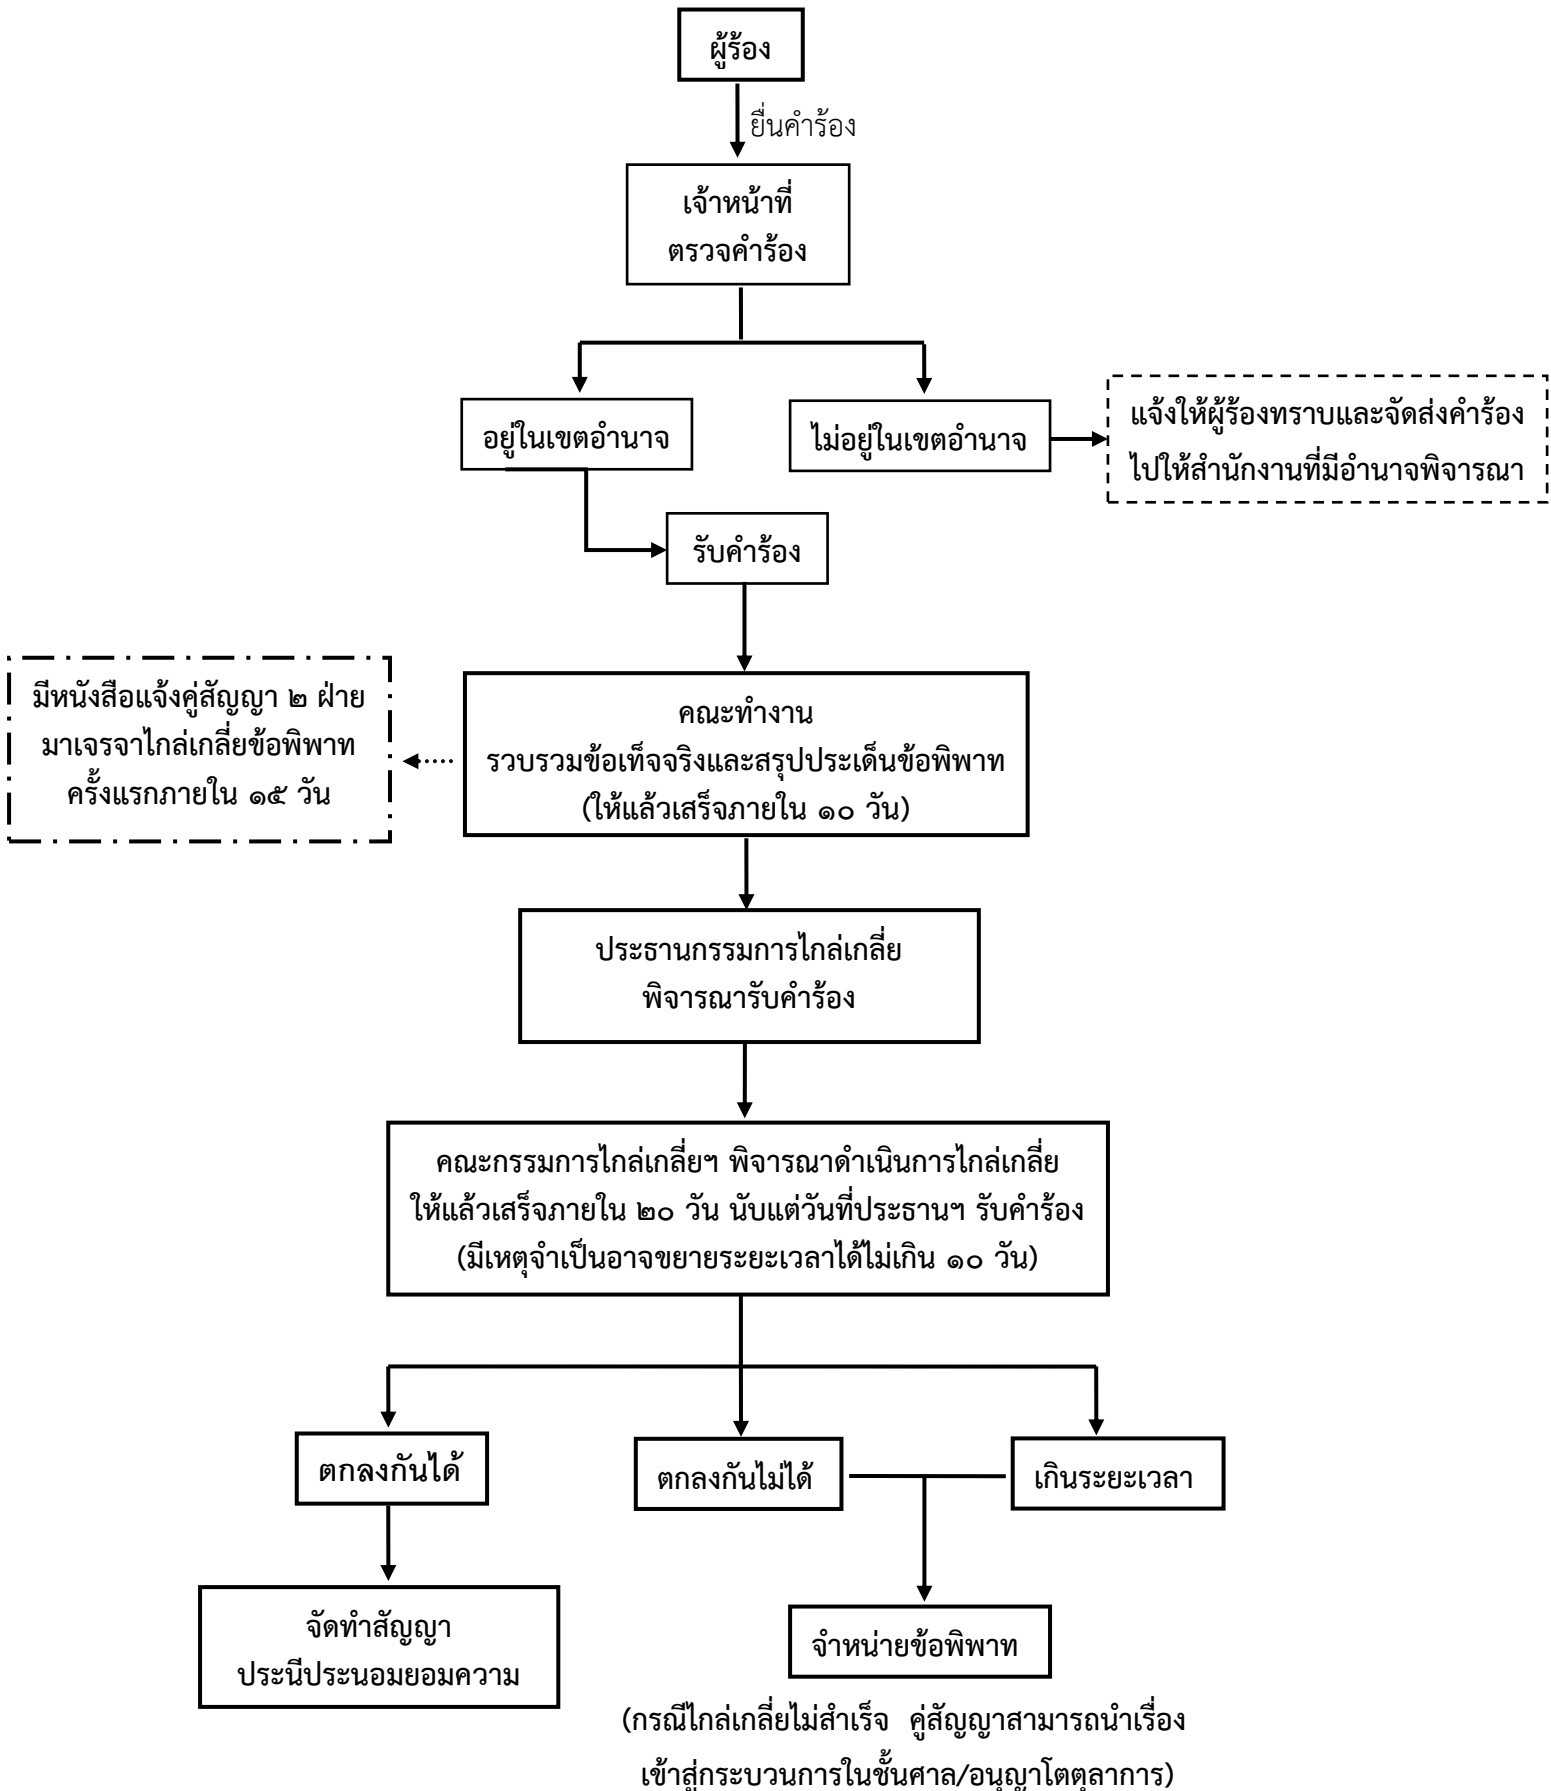 ผู้ร้อง
ยื่นคำร้อง
เจ้าหน้าที่
ตรวจคำร้อง
อยู่ในเขตอำนาจ
ไม่อยู่ในเขตอำนาจ
แจ้งให้ผู้ร้องทราบและจัดส่งคำร้อง
ไปให้สำนักงานที่มีอำนาจพิจารณา
รับคำร้อง
มีหนังสือแจ้งคู่สัญญา ๒ ฝ่าย
มาเจรจาไกล่เกลี่ยข้อพิพาท
ครั้งแรกภายใน ๑๕ วัน
คณะทำงาน
รวบรวมข้อเท็จจริงและสรุปประเด็นข้อพิพาท
(ให้แล้วเสร็จภายใน ๑๐ วัน)
ประธานกรรมการไกล่เกลี่ย
พิจารณารับคำร้อง
คณะกรรมการไกล่เกลี่ยฯ พิจารณาดำเนินการไกล่เกลี่ย
ให้แล้วเสร็จภายใน ๒๐ วัน นับแต่วันที่ประธานฯ รับคำร้อง
(มีเหตุจำเป็นอาจขยายระยะเวลาได้ไม่เกิน ๑๐ วัน)
ตกลงกันได้
ตกลงกันไม่ได้
เกินระยะเวลา
จัดทำสัญญา
ประนีประนอมยอมความ
จำหน่ายข้อพิพาท
(กรณีไกล่เกลี่ยไม่สำเร็จ คู่สัญญาสามารถนำเรื่อง
เข้าสู่กระบวนการในชั้นศาล/อนุญาโตตุลาการ)